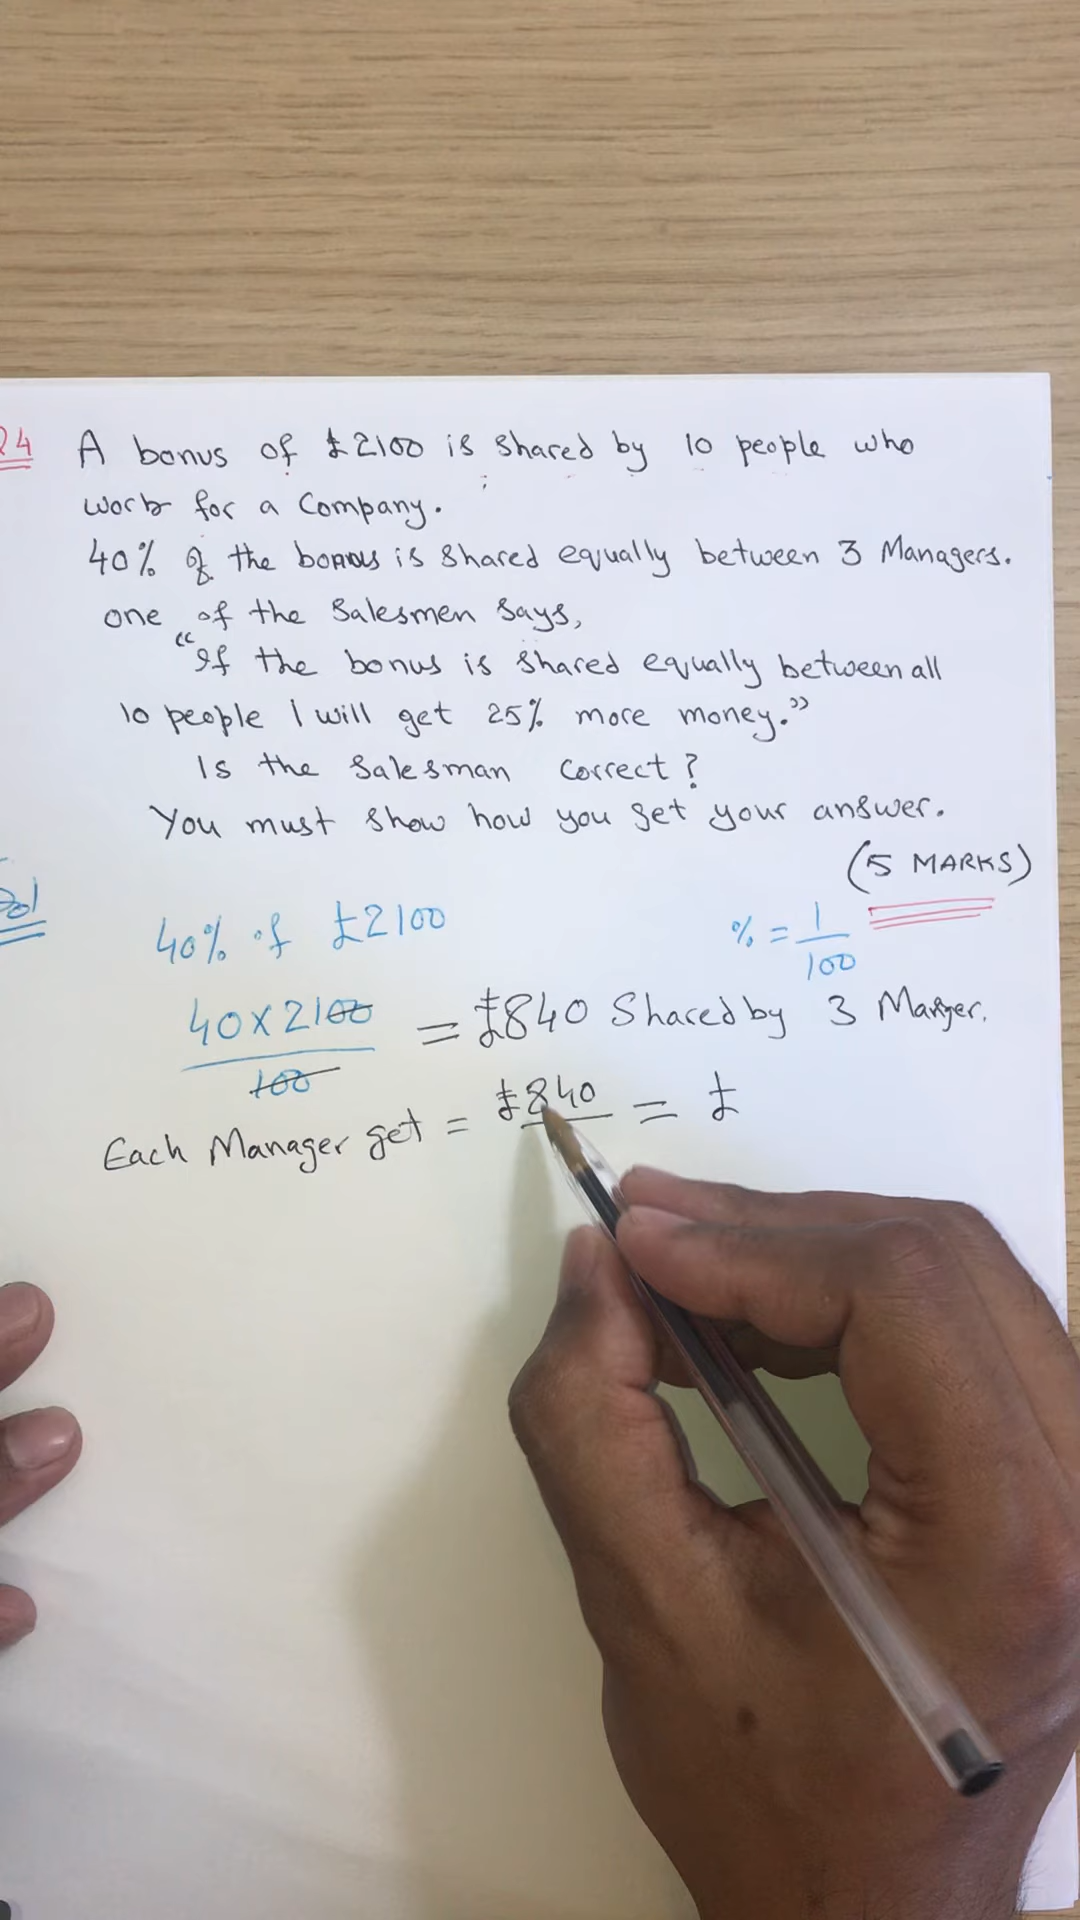 Q4 A bonus of £2100 is shared by 10 people who
work for a Company.
40% of the bonus is shared equally between 3 Managers.
one of the Salesmen says,
“If the bonus is shared equally between all
10 people I will get 25% more money.”
Is the Salesman Correct?
You must show how you get your answer.
(5 MARKS)
Sol
40% of £2100
% = 1/100
40 x 2100 / 100 = £840 Shared by 3 Manger.
Each Manager get = £840 = £